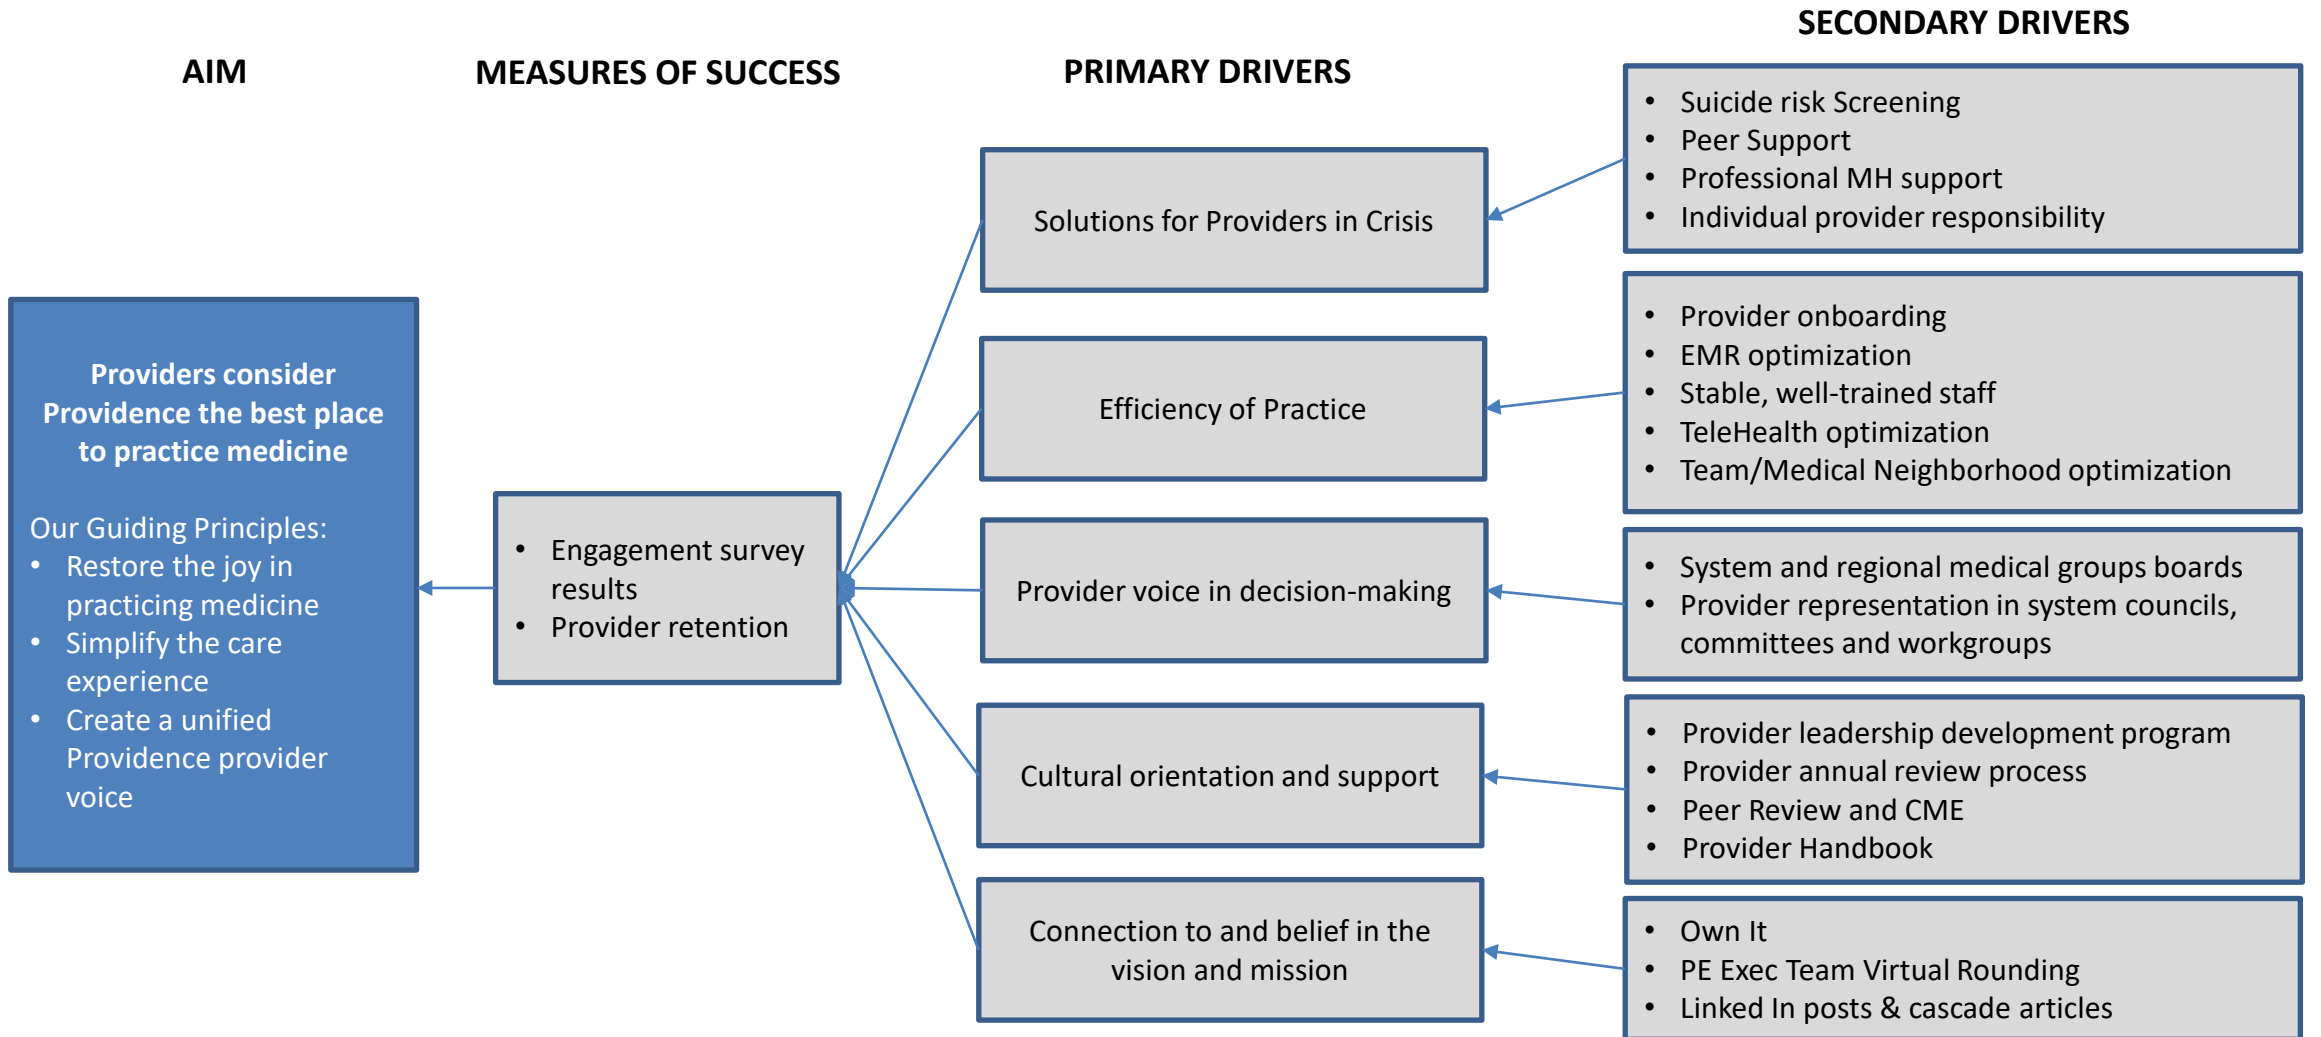 SECONDARY DRIVERS
AIM
MEASURES OF SUCCESS
PRIMARY DRIVERS
Providers consider
Providence the best place
to practice medicine
Our Guiding Principles:
• Restore the joy in
practicing medicine
• Simplify the care
experience
• Create a unified
Providence provider
voice
• Engagement survey
results
• Provider retention
Solutions for Providers in Crisis
Efficiency of Practice
Provider voice in decision-making
Cultural orientation and support
Connection to and belief in the
vision and mission
• Suicide risk Screening
• Peer Support
• Professional MH support
• Individual provider responsibility
• Provider onboarding
• EMR optimization
• Stable, well-trained staff
• TeleHealth optimization
• Team/Medical Neighborhood optimization
• System and regional medical groups boards
• Provider representation in system councils,
committees and workgroups
• Provider leadership development program
• Provider annual review process
• Peer Review and CME
• Provider Handbook
• Own It
• PE Exec Team Virtual Rounding
• Linked In posts & cascade articles